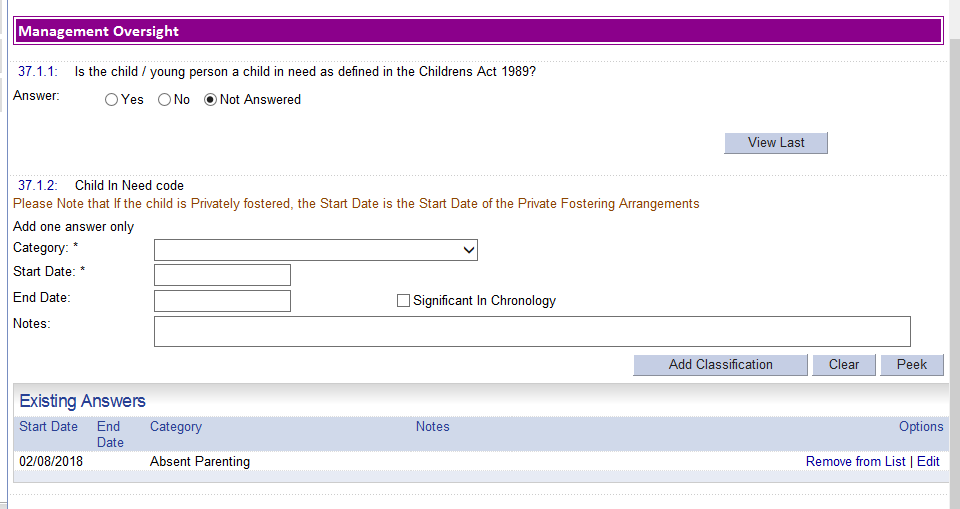 Management Oversight
37.1.1: Is the child / young person a child in need as defined in the Childrens Act 1989?
Answer: Yes No Not Answered
View Last
37.1.2: Child In Need code
Please Note that If the child is Privately fostered, the Start Date is the Start Date of the Private Fostering Arrangements
Add one answer only
Category: *
Start Date: *
End Date: Significant In Chronology
Notes:
Add Classification Clear Peek
Existing Answers
Start Date End Date Category Notes Options
02/08/2018 Absent Parenting Remove from List | Edit